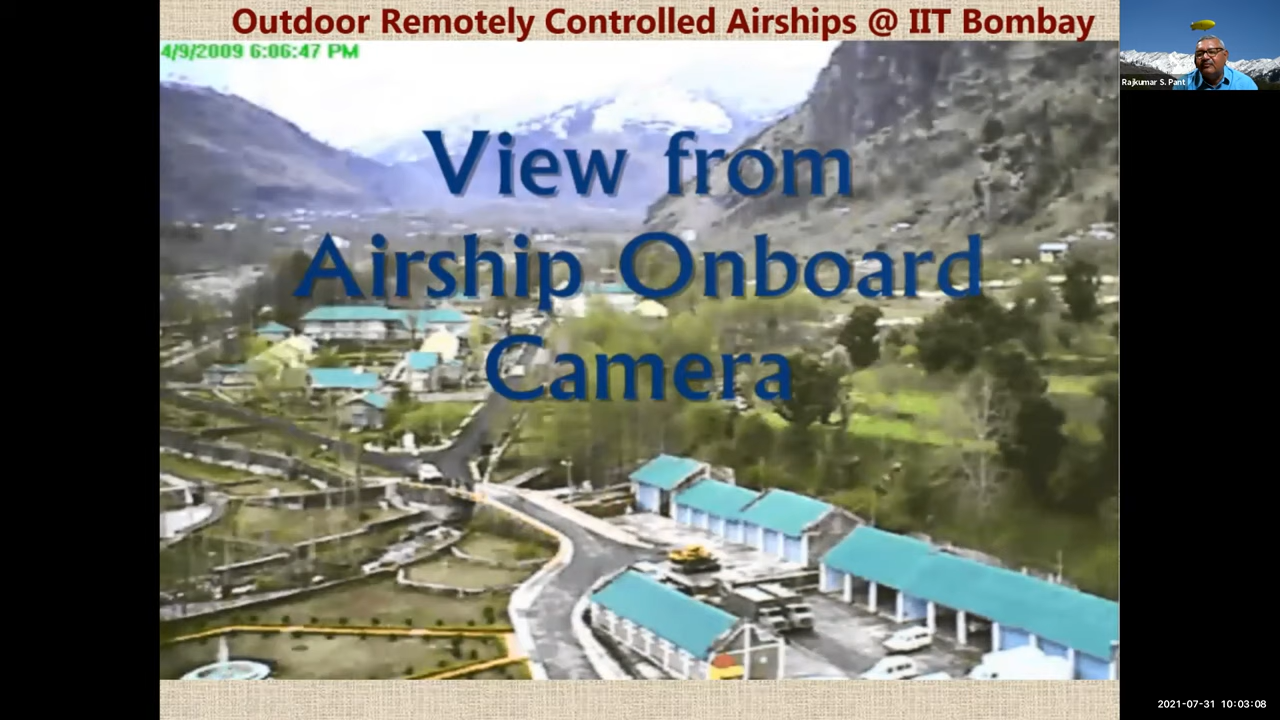 Outdoor Remotely Controlled Airships @ IIT Bombay
4/9/2009 6:06:47 PM
View from
Airship Onboard
Camera
Rajkumar S. Pant
2021-07-31 10:03:08